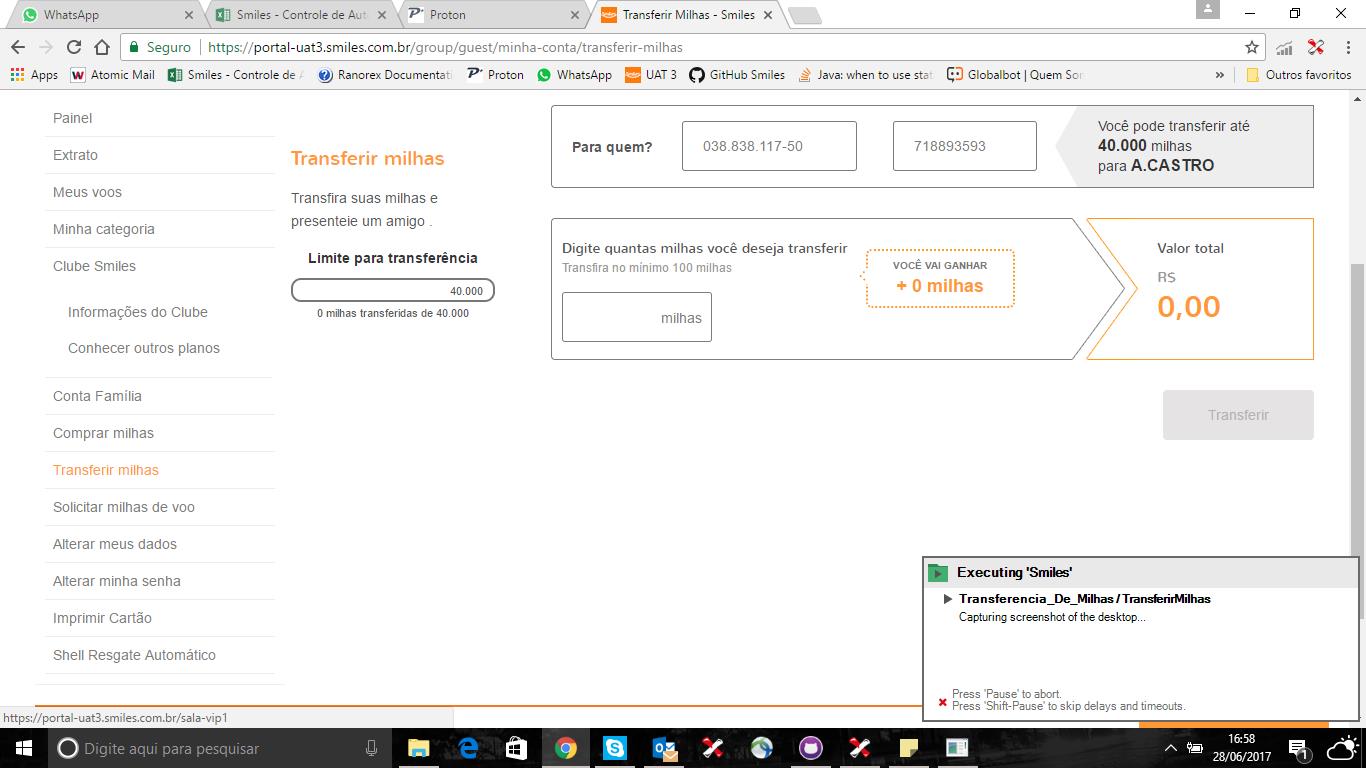 WhatsApp
Smiles - Controle de Aut
Proton
Transferir Milhas - Smiles
Seguro
https://portal-uat3.smiles.com.br/group/guest/minha-conta/transferir-milhas
Apps
Atomic Mail
Smiles - Controle de A
Ranorex Documentati
Proton
WhatsApp
UAT 3
GitHub Smiles
Java: when to use stat
Globalbot | Quem Son
»
Outros favoritos
Painel
Extrato
Meus voos
Minha categoria
Clube Smiles
Informações do Clube
Conhecer outros planos
Conta Família
Comprar milhas
Transferir milhas
Solicitar milhas de voo
Alterar meus dados
Alterar minha senha
Imprimir Cartão
Shell Resgate Automático
Transferir milhas
Transfira suas milhas e
presenteie um amigo .
Limite para transferência
40.000
0 milhas transferidas de 40.000
Para quem?
038.838.117-50
718893593
Você pode transferir até
40.000 milhas
para A.CASTRO
Digite quantas milhas você deseja transferir
Transfira no mínimo 100 milhas
milhas
VOCÊ VAI GANHAR
+ 0 milhas
Valor total
R$
0,00
Transferir
Executing 'Smiles'
Transferencia_De_Milhas / TransferirMilhas
Capturing screenshot of the desktop...
Press 'Pause' to abort.
Press 'Shift-Pause' to skip delays and timeouts.
https://portal-uat3.smiles.com.br/sala-vip1
Digite aqui para pesquisar
16:58
28/06/2017
1